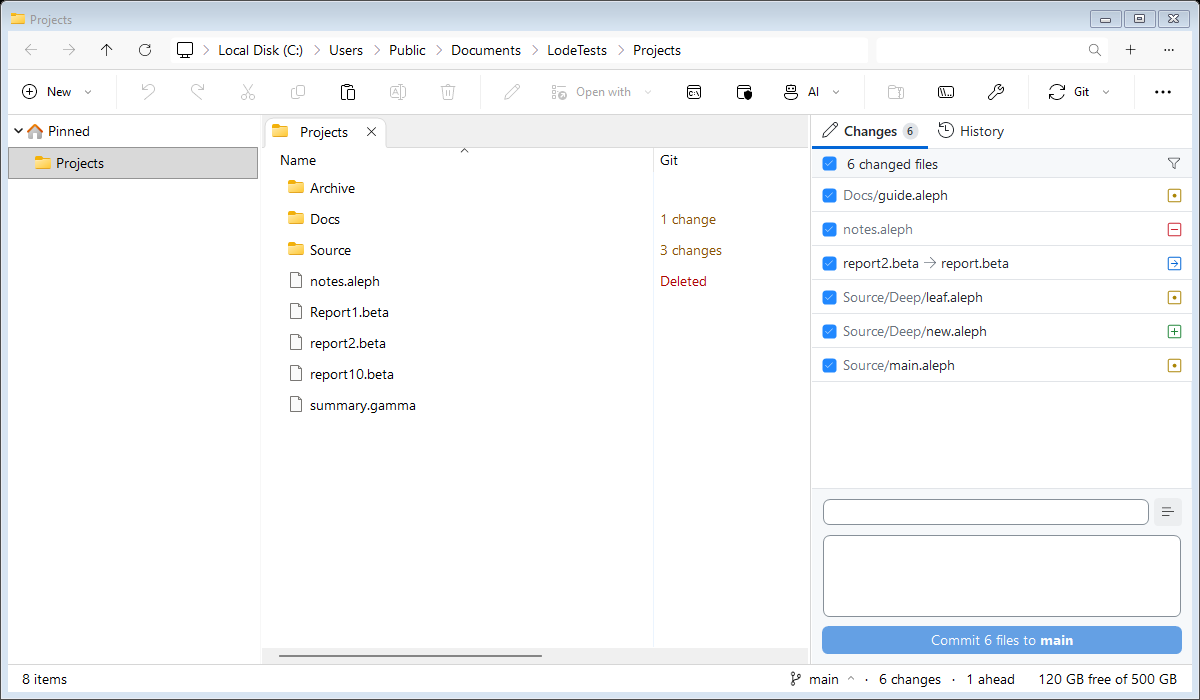 Projects
Local Disk (C:) Users Public Documents LodeTests Projects
New Open with AI Git
Pinned
Projects
Projects
Name Git
Archive
Docs 1 change
Source 3 changes
notes.aleph Deleted
Report1.beta
report2.beta
report10.beta
summary.gamma
Changes 6 History
6 changed files
Docs/guide.aleph
notes.aleph
report2.beta → report.beta
Source/Deep/leaf.aleph
Source/Deep/new.aleph
Source/main.aleph
Commit 6 files to main
8 items main · 6 changes · 1 ahead 120 GB free of 500 GB